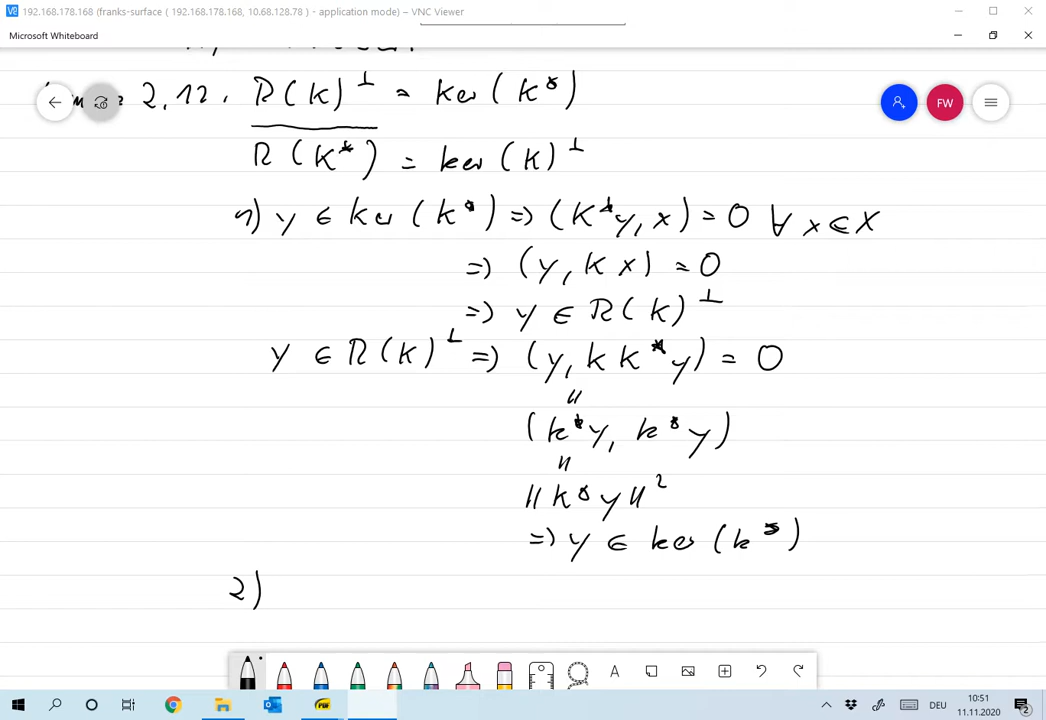 192.168.178.168 (franks-surface ( 192.168.178.168, 10.68.128.78 ) - application mode) – VNC Viewer
Microsoft Whiteboard
2.12. R(K)^⊥ = ker(K*)
FW
R(K*) = ker(K)^⊥
1) y ∈ ker(K*) => (K*y, x) = 0 ∀ x ∈ X
=> (y, K x) = 0
=> y ∈ R(K)^⊥
y ∈ R(K)^⊥ => (y, K K* y) = 0
"
(K*y, K*y)
"
||K*y||²
=> y ∈ ker(K*)
2)
A
DEU
10:51
11.11.2020
2